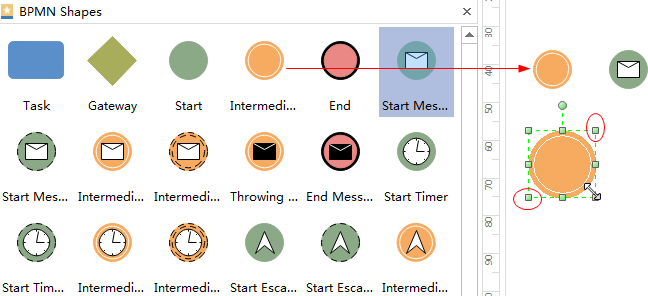 BPMN Shapes ×
Task Gateway Start Intermedi... End Start Mes...
Start Mes... Intermedi... Intermedi... Throwing ... End Mess... Start Timer
Start Tim... Intermedi... Intermedi... Start Esca... Start Esca... Intermedi...
30
40
50
60
70
80
90